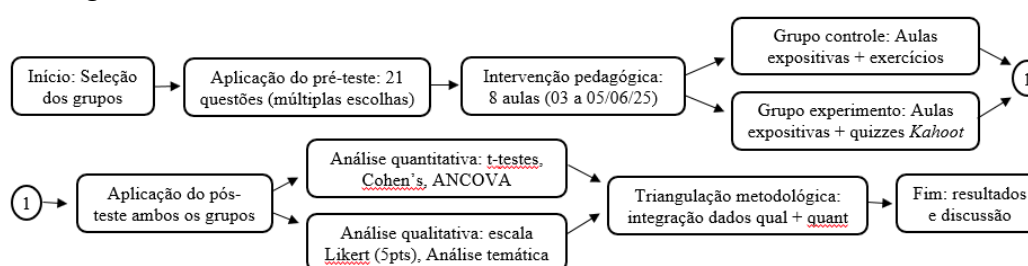 Início: Seleção
dos grupos
Aplicação do pré-teste: 21
questões (múltiplas escolhas)
Intervenção pedagógica:
8 aulas (03 a 05/06/25)
Grupo controle: Aulas
expositivas + exercícios
Grupo experimento: Aulas
expositivas + quizzes Kahoot
1
1
Aplicação do pós-
teste ambos os grupos
Análise quantitativa: t-testes,
Cohen's, ANCOVA
Análise qualitativa: escala
Likert (5pts), Análise temática
Triangulação metodológica:
integração dados qual + quant
Fim: resultados
e discussão